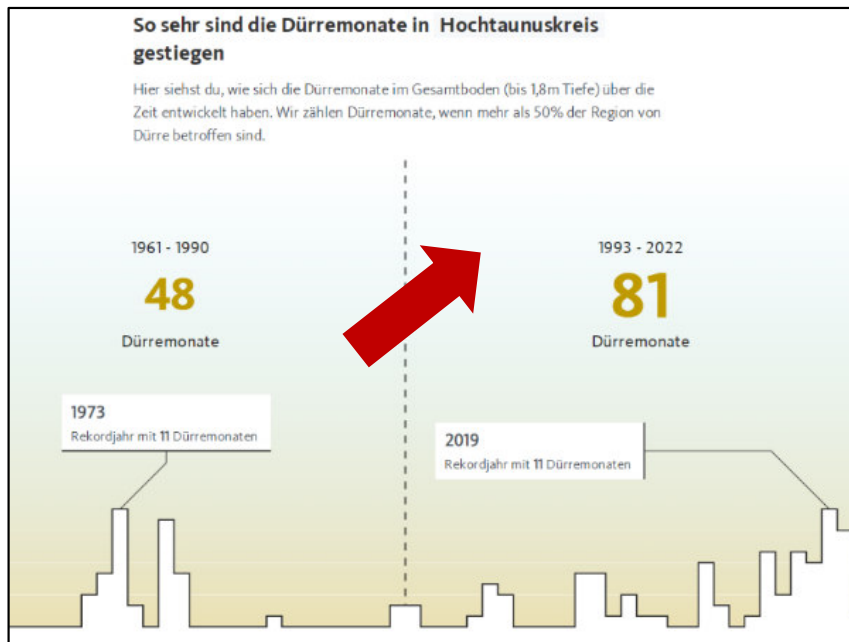 So sehr sind die Dürremonate in Hochtaunuskreis
gestiegen
Hier siehst du, wie sich die Dürremonate im Gesamtboden (bis 1,8m Tiefe) über die
Zeit entwickelt haben. Wir zählen Dürremonate, wenn mehr als 50% der Region von
Dürre betroffen sind.
1961 - 1990
48
Dürremonate
1993 - 2022
81
Dürremonate
1973
Rekordjahr mit 11 Dürremonaten
2019
Rekordjahr mit 11 Dürremonaten